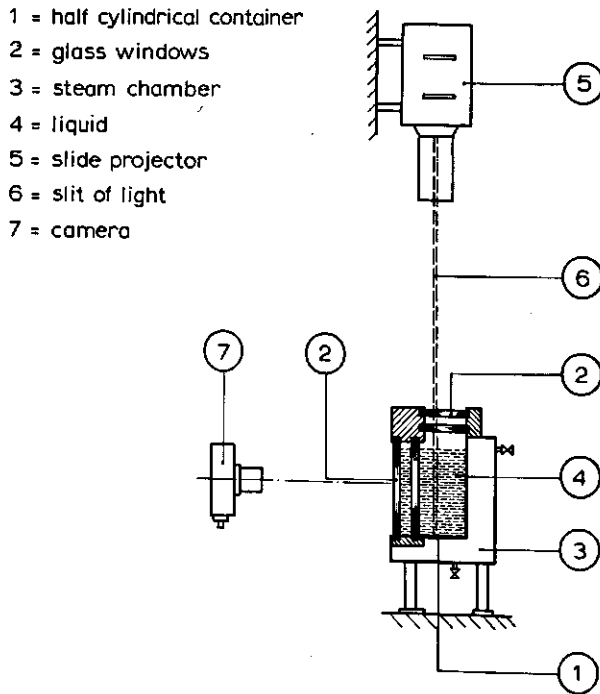 1 = half cylindrical container
2 = glass windows
3 = steam chamber
4 = liquid
5 = slide projector
6 = slit of light
7 = camera
5
6
7
2
2
4
3
1